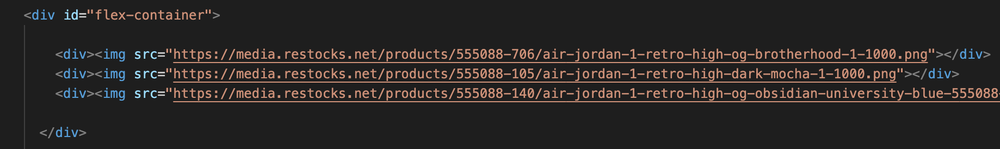 <div id="flex-container">
<div><img src="https://media.restocks.net/products/555088-706/air-jordan-1-retro-high-og-brotherhood-1-1000.png"></div>
<div><img src="https://media.restocks.net/products/555088-105/air-jordan-1-retro-high-dark-mocha-1-1000.png"></div>
<div><img src="https://media.restocks.net/products/555088-140/air-jordan-1-retro-high-og-obsidian-university-blue-555088-
</div>